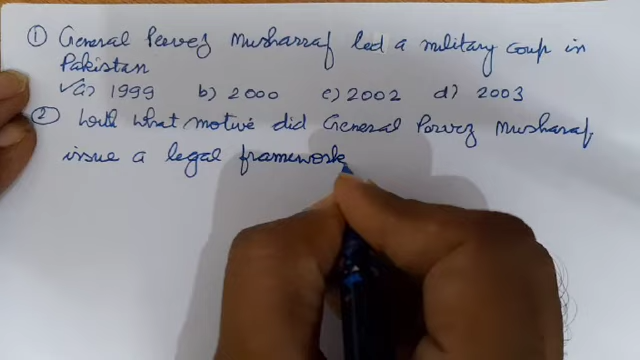 ① General Pervez Musharraf led a military coup in
Pakistan
✓a) 1999 b) 2000 c) 2002 d) 2003
② With what motive did General Pervez Musharaf
issue a legal framework